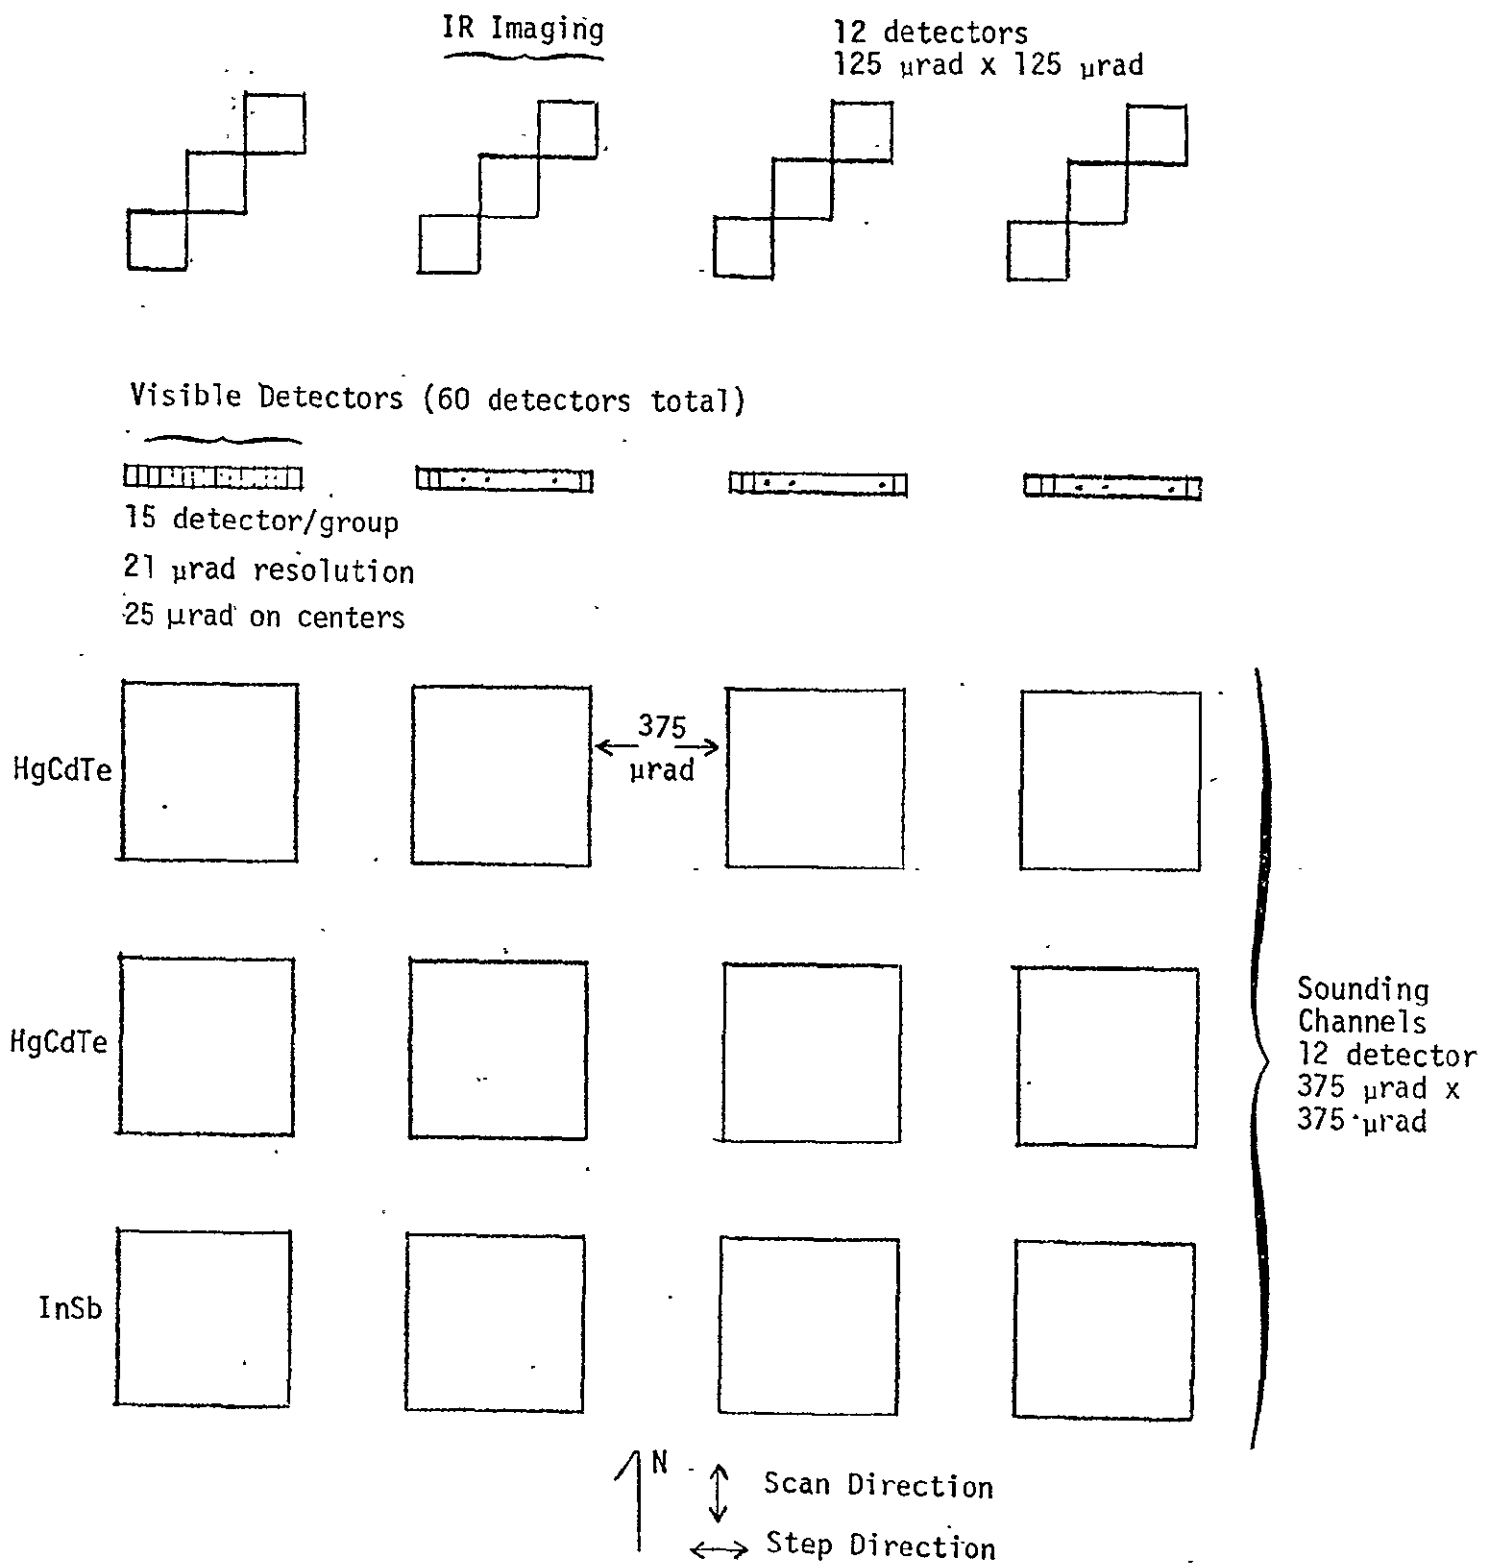 IR Imaging
12 detectors
125 μrad x 125 μrad
Visible Detectors (60 detectors total)
15 detector/group
21 μrad resolution
25 μrad on centers
HgCdTe
375
μrad
HgCdTe
Sounding
Channels
12 detector
375 μrad x
375 μrad
InSb
N
Scan Direction
Step Direction